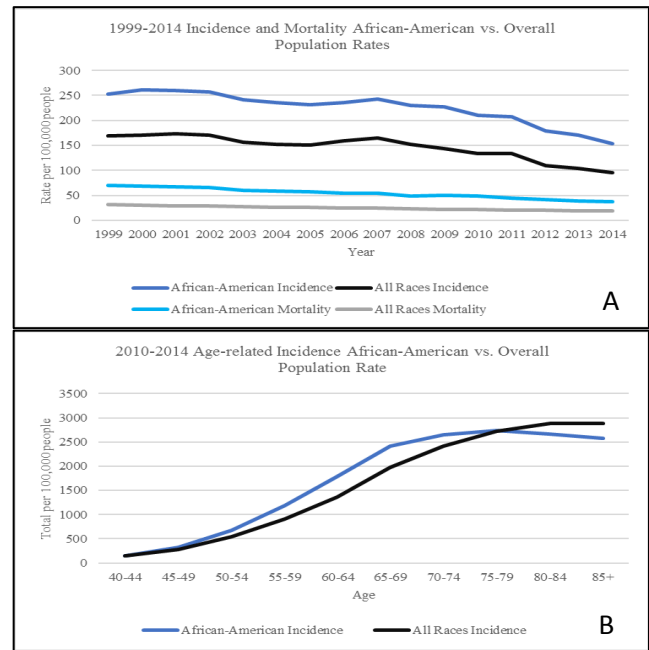 1999-2014 Incidence and Mortality African-American vs. Overall
Population Rates
Rate per 100,000 people
300
250
200
150
100
50
0
1999 2000 2001 2002 2003 2004 2005 2006 2007 2008 2009 2010 2011 2012 2013 2014
Year
African-American Incidence All Races Incidence
African-American Mortality All Races Mortality
A
2010-2014 Age-related Incidence African-American vs. Overall
Population Rate
Total per 100,000 people
3500
3000
2500
2000
1500
1000
500
0
40-44 45-49 50-54 55-59 60-64 65-69 70-74 75-79 80-84 85+
Age
African-American Incidence All Races Incidence
B